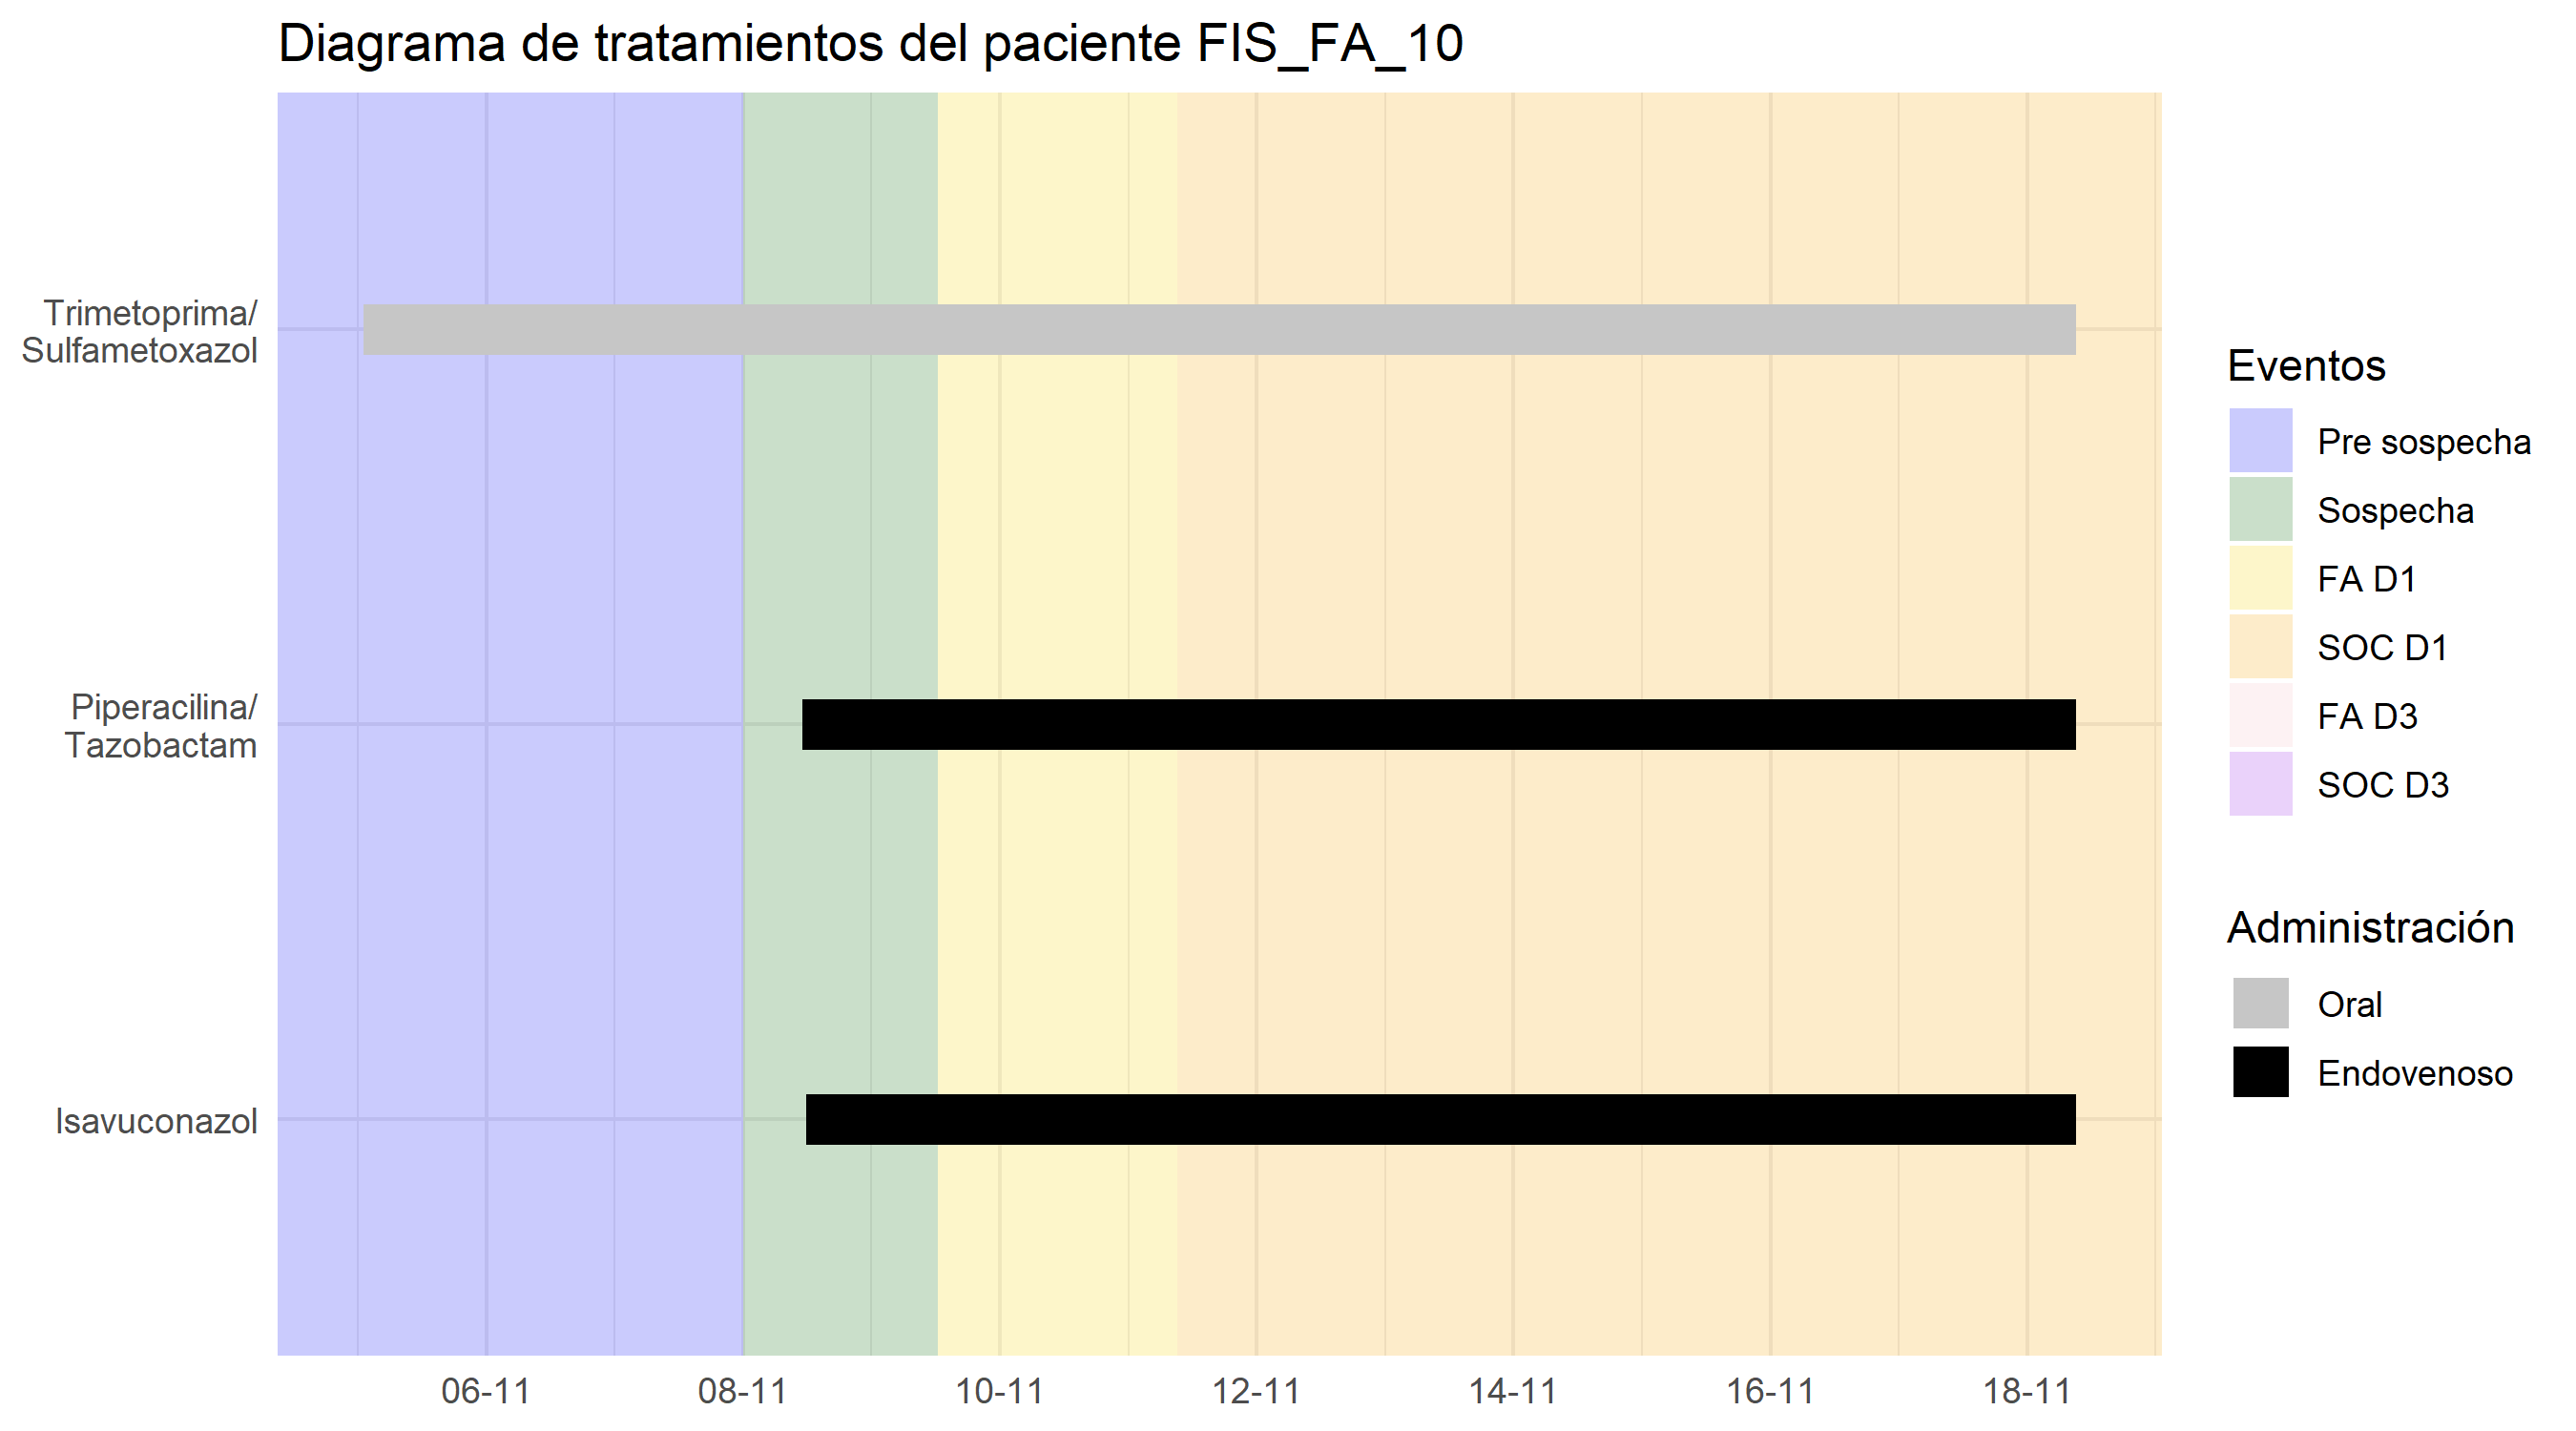 Diagrama de tratamientos del paciente FIS_FA_10
Trimetoprima/
Sulfametoxazol
Piperacilina/
Tazobactam
Isavuconazol
06-11
08-11
10-11
12-11
14-11
16-11
18-11
Eventos
Pre sospecha
Sospecha
FA D1
SOC D1
FA D3
SOC D3
Administración
Oral
Endovenoso